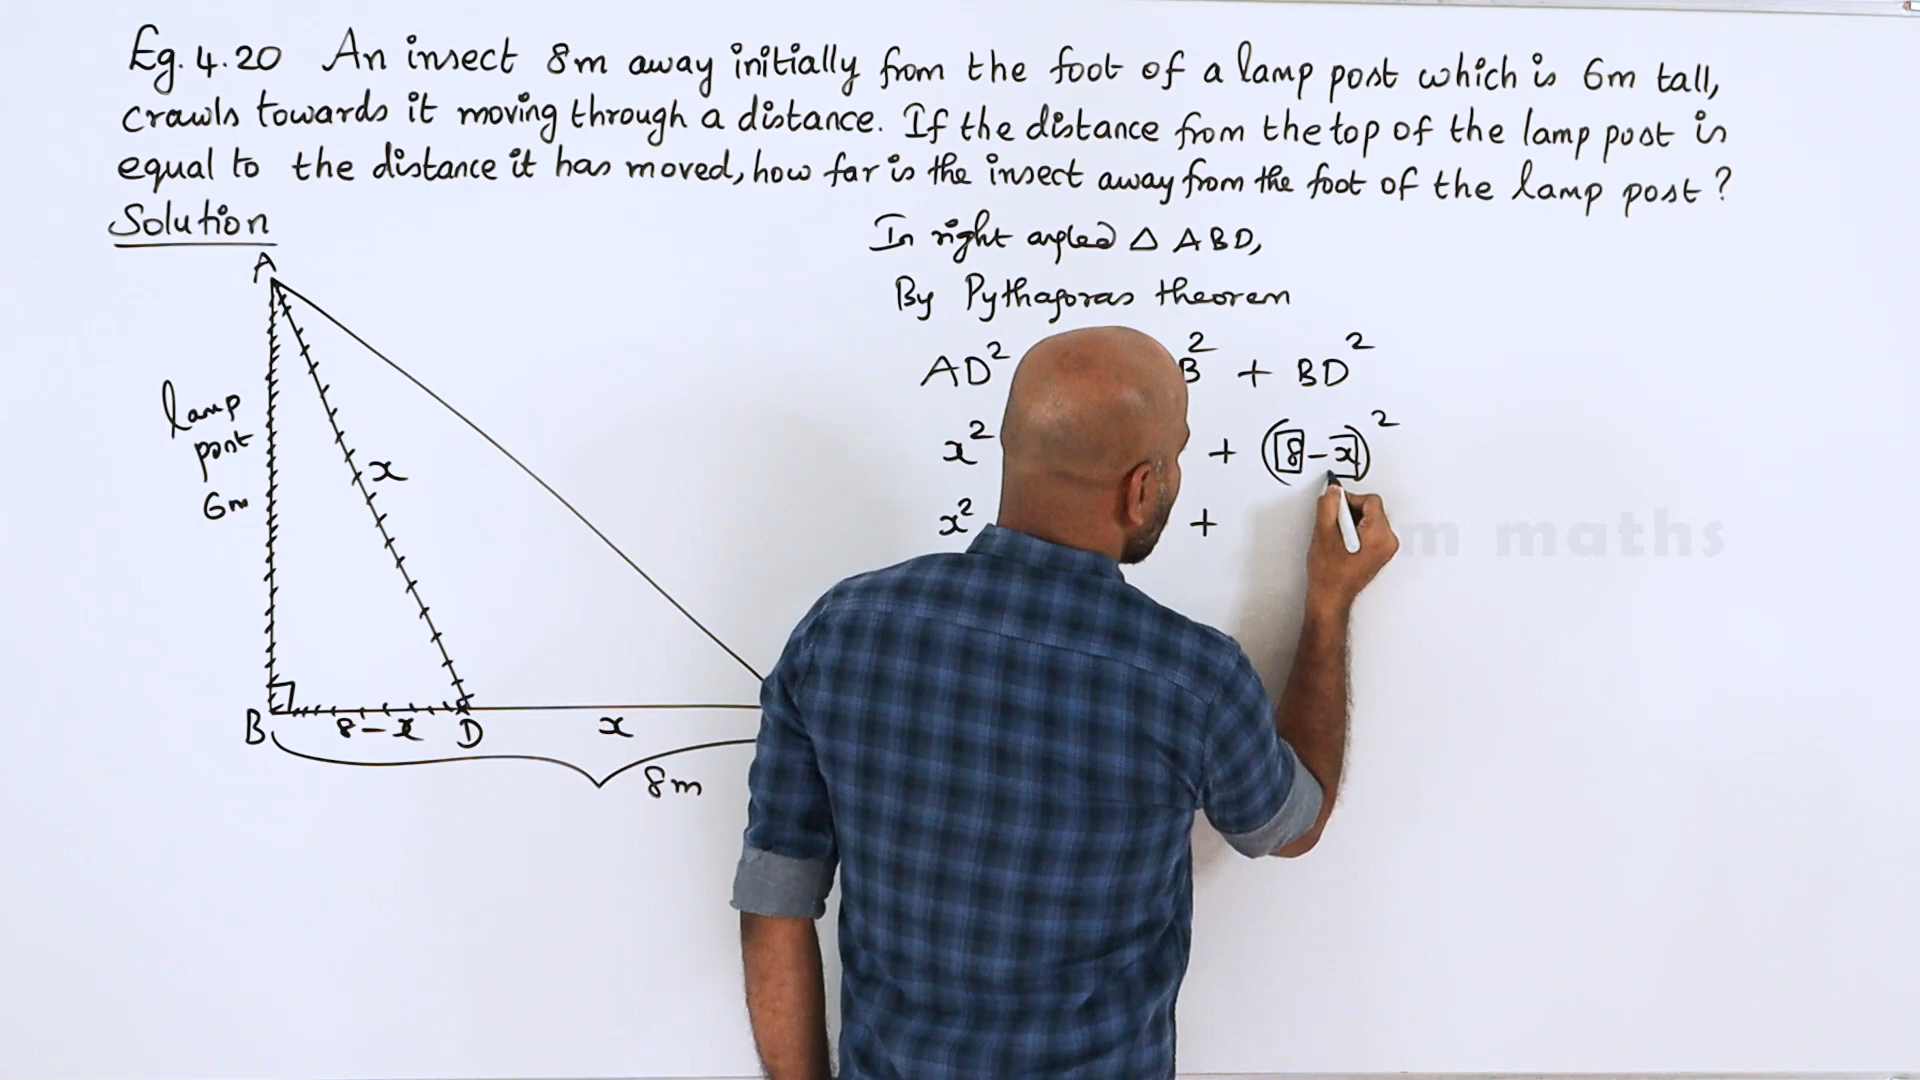 Eg. 4.20 An insect 8m away initially from the foot of a lamp post which is 6m tall,
crawls towards it moving through a distance. If the distance from the top of the lamp post is
equal to the distance it has moved, how far is the insect away from the foot of the lamp post?
Solution
A
lamp
post
6m
x
B
8-x
D
x
8m
In right angled △ ABD,
By Pythagoras theorem
AD² B² + BD²
x² + (8-x)²
x² +
m maths